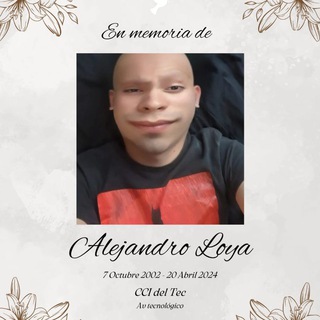 En memoria de
Alejandro Loya
7 Octubre 2002 - 20 Abril 2024
CCI del Tec
Av tecnológico